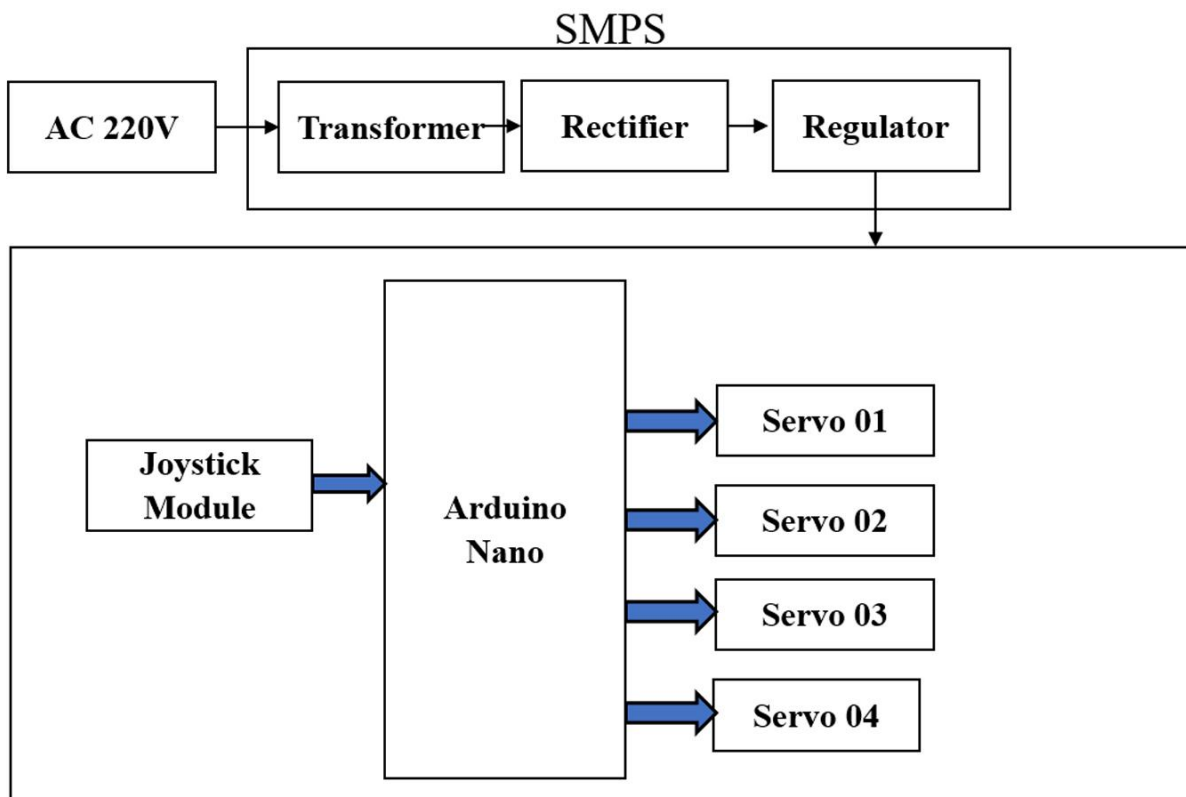 SMPS
AC 220V
Transformer
Rectifier
Regulator
Joystick
Module
Arduino
Nano
Servo 01
Servo 02
Servo 03
Servo 04